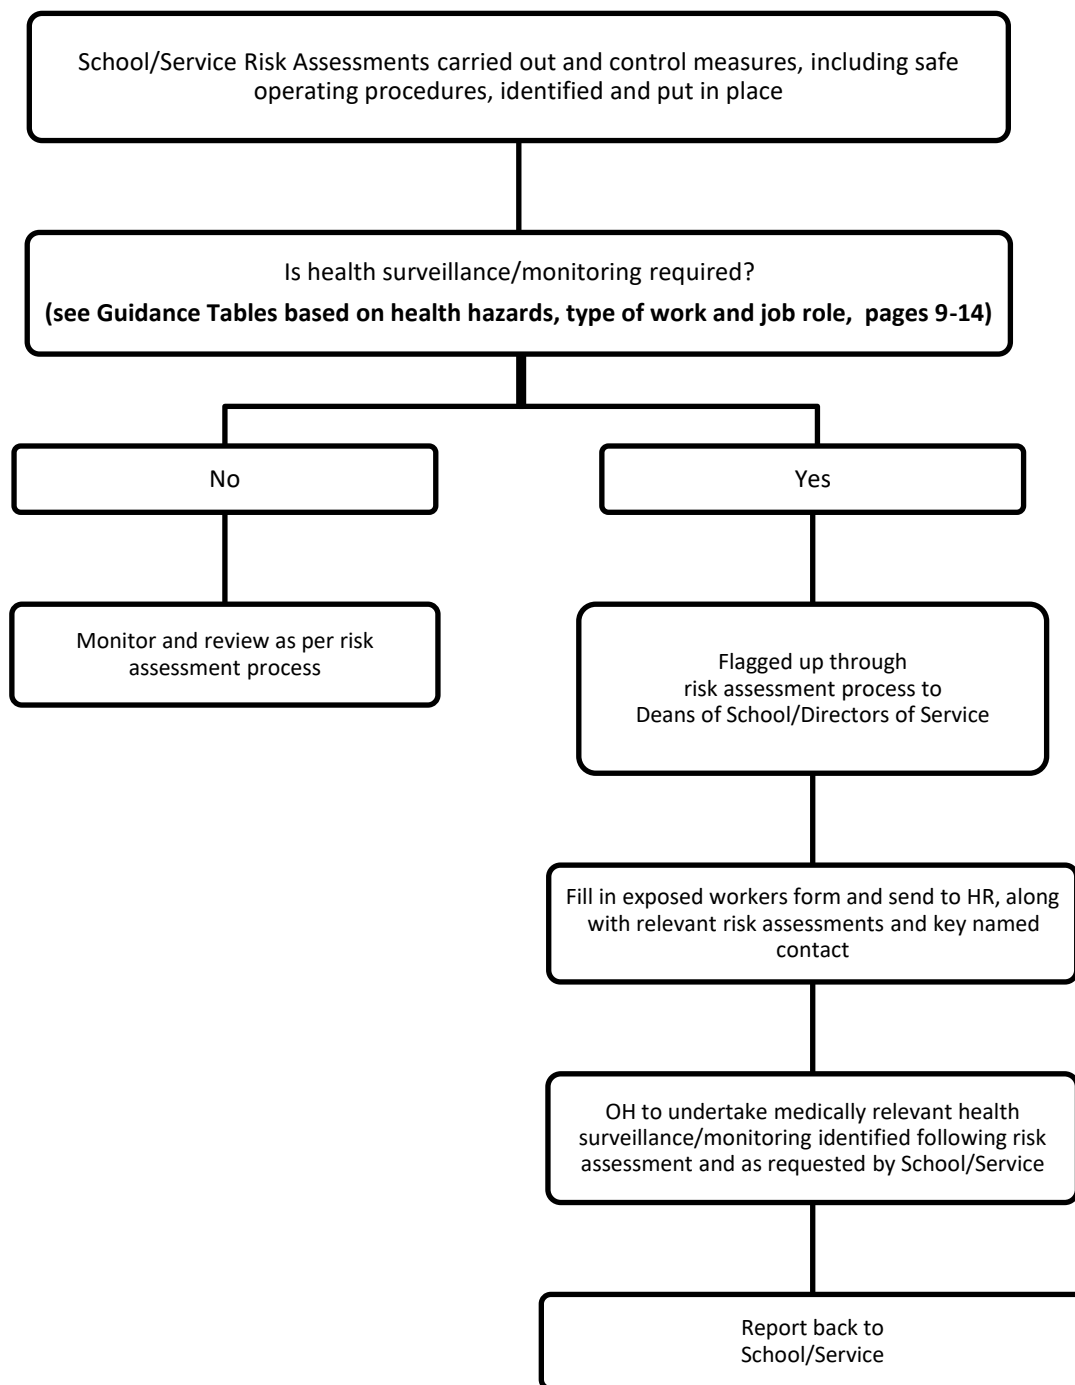 School/Service Risk Assessments carried out and control measures, including safe
operating procedures, identified and put in place
Is health surveillance/monitoring required?
(see Guidance Tables based on health hazards, type of work and job role, pages 9-14)
No
Yes
Monitor and review as per risk
assessment process
Flagged up through
risk assessment process to
Deans of School/Directors of Service
Fill in exposed workers form and send to HR, along
with relevant risk assessments and key named
contact
OH to undertake medically relevant health
surveillance/monitoring identified following risk
assessment and as requested by School/Service
Report back to
School/Service